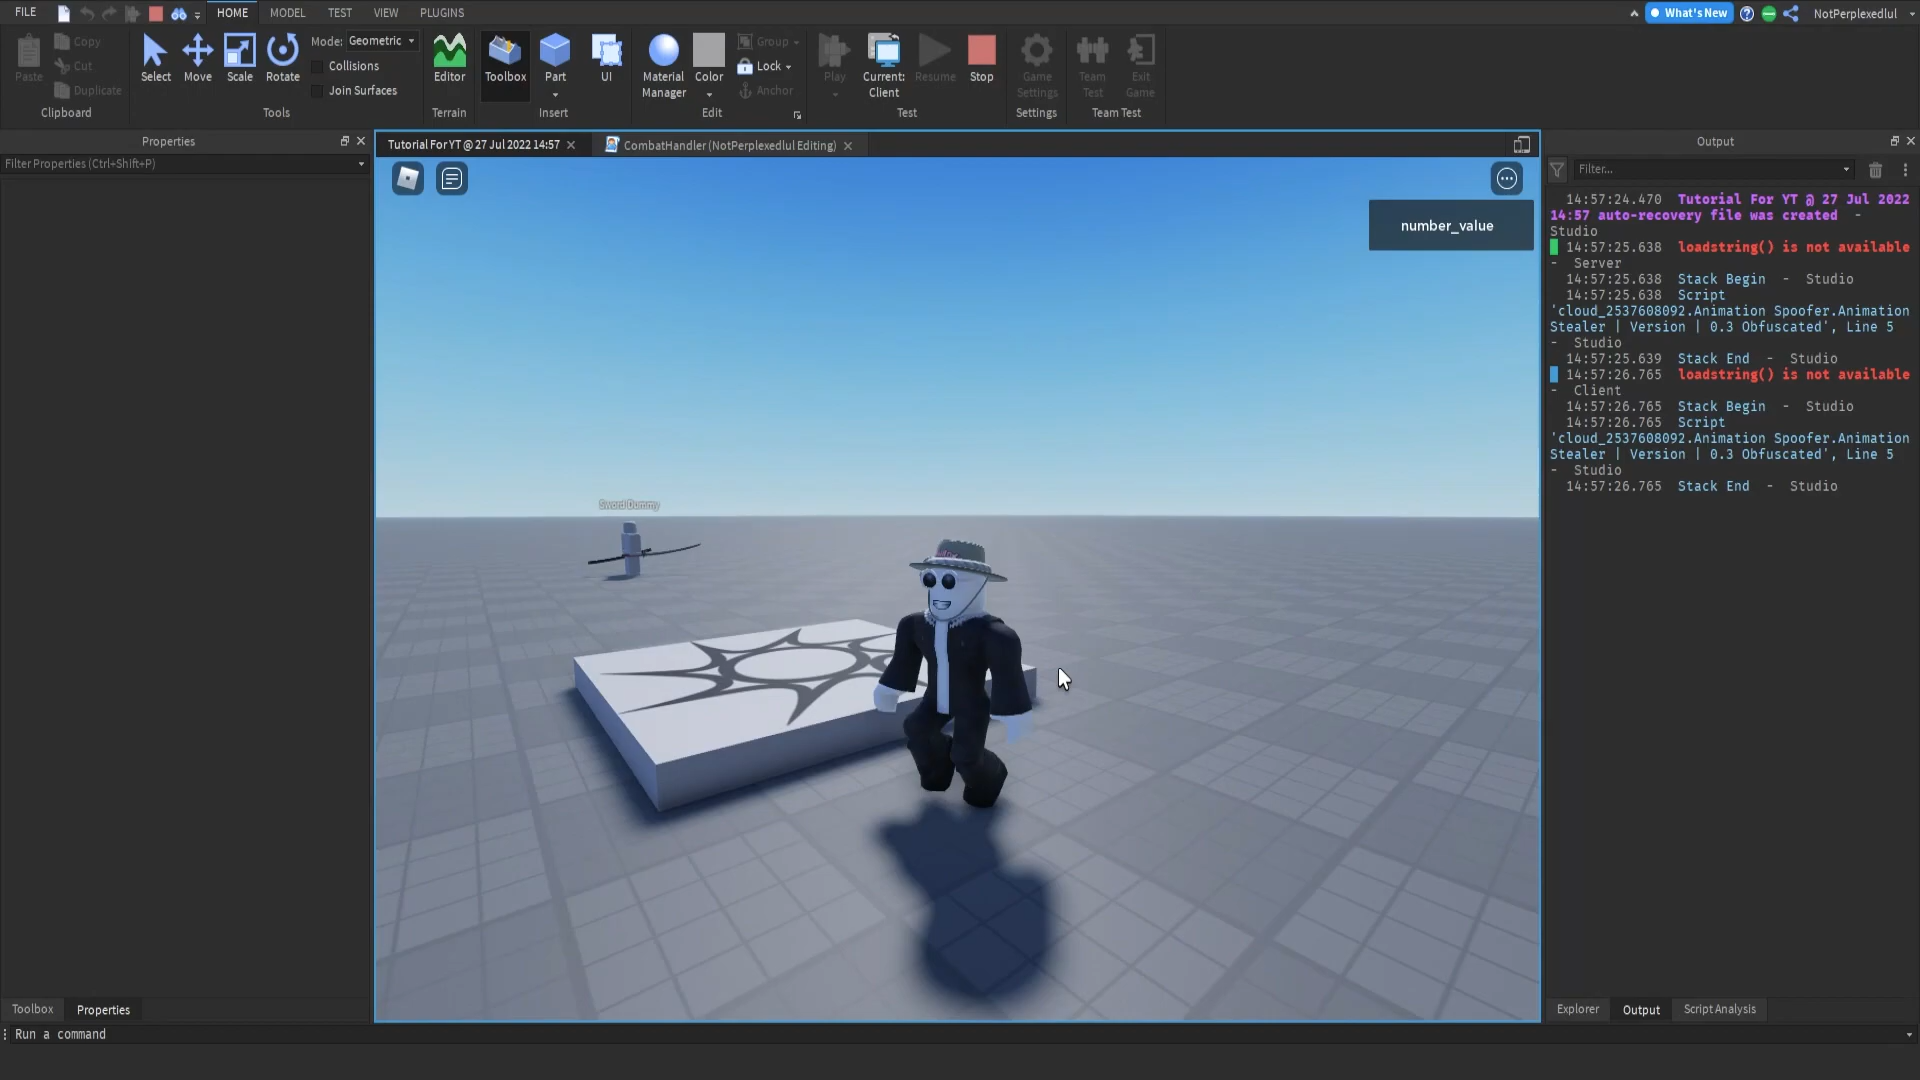 FILE
HOME
MODEL
TEST
VIEW
PLUGINS
What's New
NotPerplexedlul
Paste
Copy
Cut
Duplicate
Clipboard
Select
Move
Scale
Rotate
Mode: Geometric
Collisions
Join Surfaces
Tools
Editor
Terrain
Toolbox
Part
UI
Insert
Material
Manager
Color
Group
Lock
Anchor
Edit
Play
Current:
Client
Resume
Stop
Test
Game
Settings
Settings
Team
Test
Exit
Game
Team Test
Properties
Filter Properties (Ctrl+Shift+P)
Tutorial For YT @ 27 Jul 2022 14:57
CombatHandler (NotPerplexedlul Editing)
number_value
Sword Dummy
Output
Filter...
14:57:24.470 Tutorial For YT @ 27 Jul 2022
14:57 auto-recovery file was created -
Studio
14:57:25.638 loadstring() is not available
- Server
14:57:25.638 Stack Begin - Studio
14:57:25.638 Script
'cloud_2537608092.Animation Spoofer.Animation
Stealer | Version | 0.3 Obfuscated', Line 5
- Studio
14:57:25.639 Stack End - Studio
14:57:26.765 loadstring() is not available
- Client
14:57:26.765 Stack Begin - Studio
14:57:26.765 Script
'cloud_2537608092.Animation Spoofer.Animation
Stealer | Version | 0.3 Obfuscated', Line 5
- Studio
14:57:26.765 Stack End - Studio
Toolbox
Properties
Explorer
Output
Script Analysis
Run a command